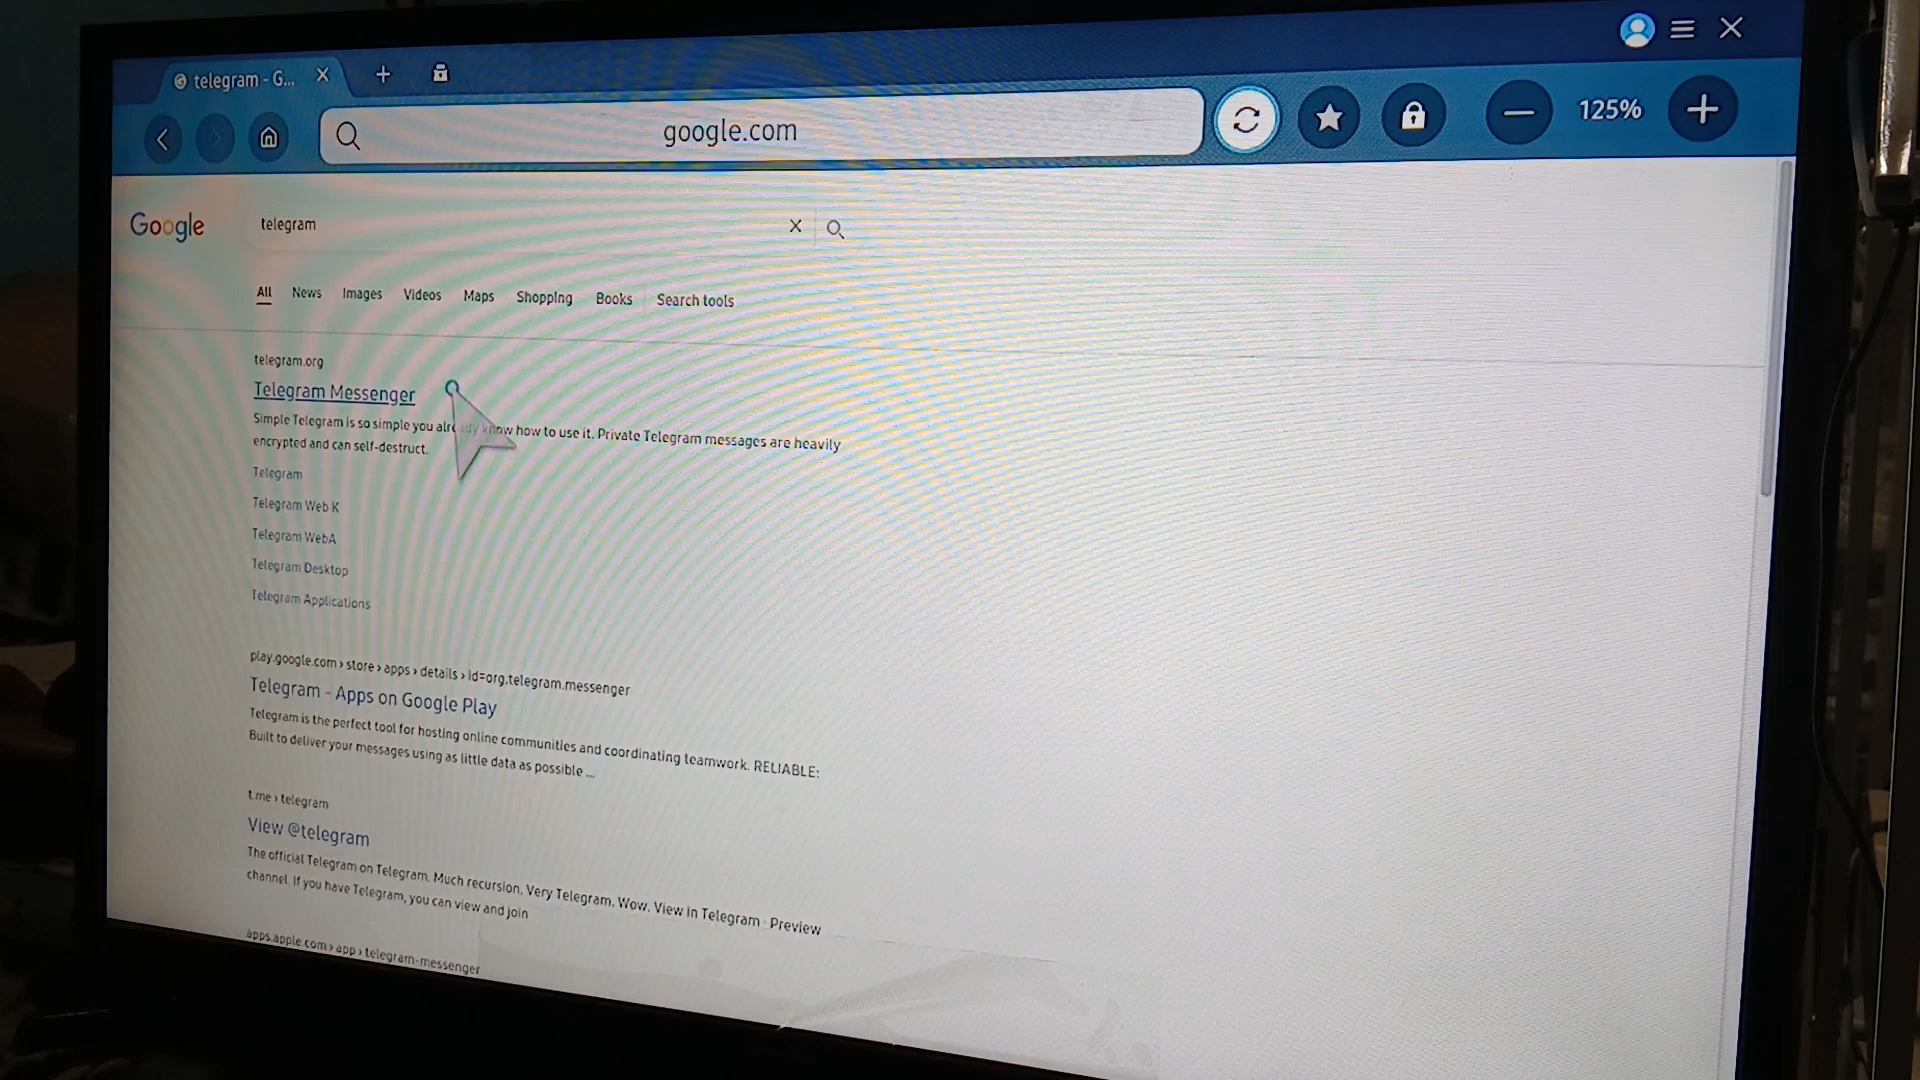 telegram - G...
google.com
125%
Google
telegram
All News Images Videos Maps Shopping Books Search tools
telegram.org
Telegram Messenger
Simple Telegram is so simple you already know how to use it. Private Telegram messages are heavily
encrypted and can self-destruct.
Telegram
Telegram Web K
Telegram WebA
Telegram Desktop
Telegram Applications
play.google.com › store › apps › details › id=org.telegram.messenger
Telegram - Apps on Google Play
Telegram is the perfect tool for hosting online communities and coordinating teamwork. RELIABLE:
Built to deliver your messages using as little data as possible ...
t.me › telegram
View @telegram
The official Telegram on Telegram. Much recursion. Very Telegram. Wow. View in Telegram · Preview
channel. If you have Telegram, you can view and join
apps.apple.com › app › telegram-messenger